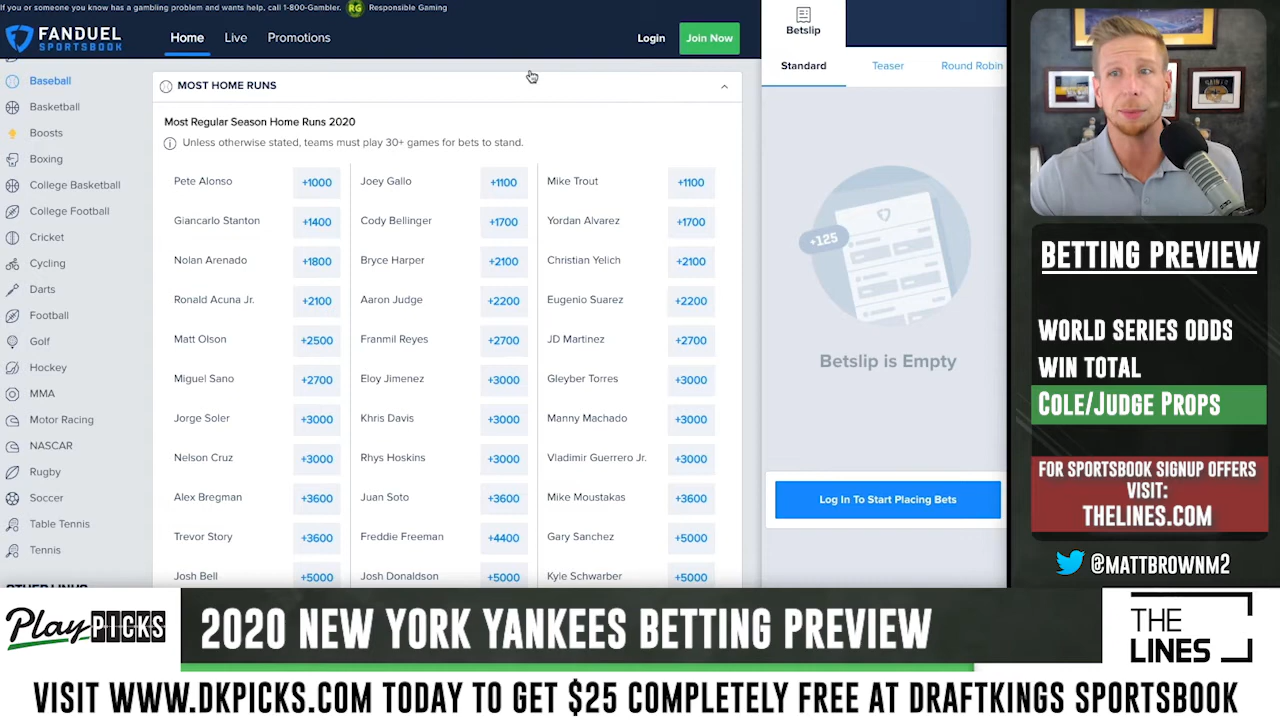 If you or someone you know has a gambling problem and wants help, call 1-800-Gambler. RG Responsible Gaming
FANDUEL
SPORTSBOOK
Home Live Promotions
Login
Join Now
Baseball
Basketball
Boosts
Boxing
College Basketball
College Football
Cricket
Cycling
Darts
Football
Golf
Hockey
MMA
Motor Racing
NASCAR
Rugby
Soccer
Table Tennis
Tennis
OTHER LINKS
MOST HOME RUNS
Most Regular Season Home Runs 2020
Unless otherwise stated, teams must play 30+ games for bets to stand.
Pete Alonso +1000 Joey Gallo +1100 Mike Trout +1100
Giancarlo Stanton +1400 Cody Bellinger +1700 Yordan Alvarez +1700
Nolan Arenado +1800 Bryce Harper +2100 Christian Yelich +2100
Ronald Acuna Jr. +2100 Aaron Judge +2200 Eugenio Suarez +2200
Matt Olson +2500 Franmil Reyes +2700 JD Martinez +2700
Miguel Sano +2700 Eloy Jimenez +3000 Gleyber Torres +3000
Jorge Soler +3000 Khris Davis +3000 Manny Machado +3000
Nelson Cruz +3000 Rhys Hoskins +3000 Vladimir Guerrero Jr. +3000
Alex Bregman +3600 Juan Soto +3600 Mike Moustakas +3600
Trevor Story +3600 Freddie Freeman +4400 Gary Sanchez +5000
Josh Bell +5000 Josh Donaldson +5000 Kyle Schwarber +5000
Betslip
Standard Teaser Round Robin
+125
Betslip is Empty
Log In To Start Placing Bets
BETTING PREVIEW
WORLD SERIES ODDS
WIN TOTAL
COLE/JUDGE PROPS
FOR SPORTSBOOK SIGNUP OFFERS
VISIT:
THELINES.COM
@MATTBROWNM2
Play PICKS
2020 NEW YORK YANKEES BETTING PREVIEW
THE
LINES
VISIT WWW.DKPICKS.COM TODAY TO GET $25 COMPLETELY FREE AT DRAFTKINGS SPORTSBOOK